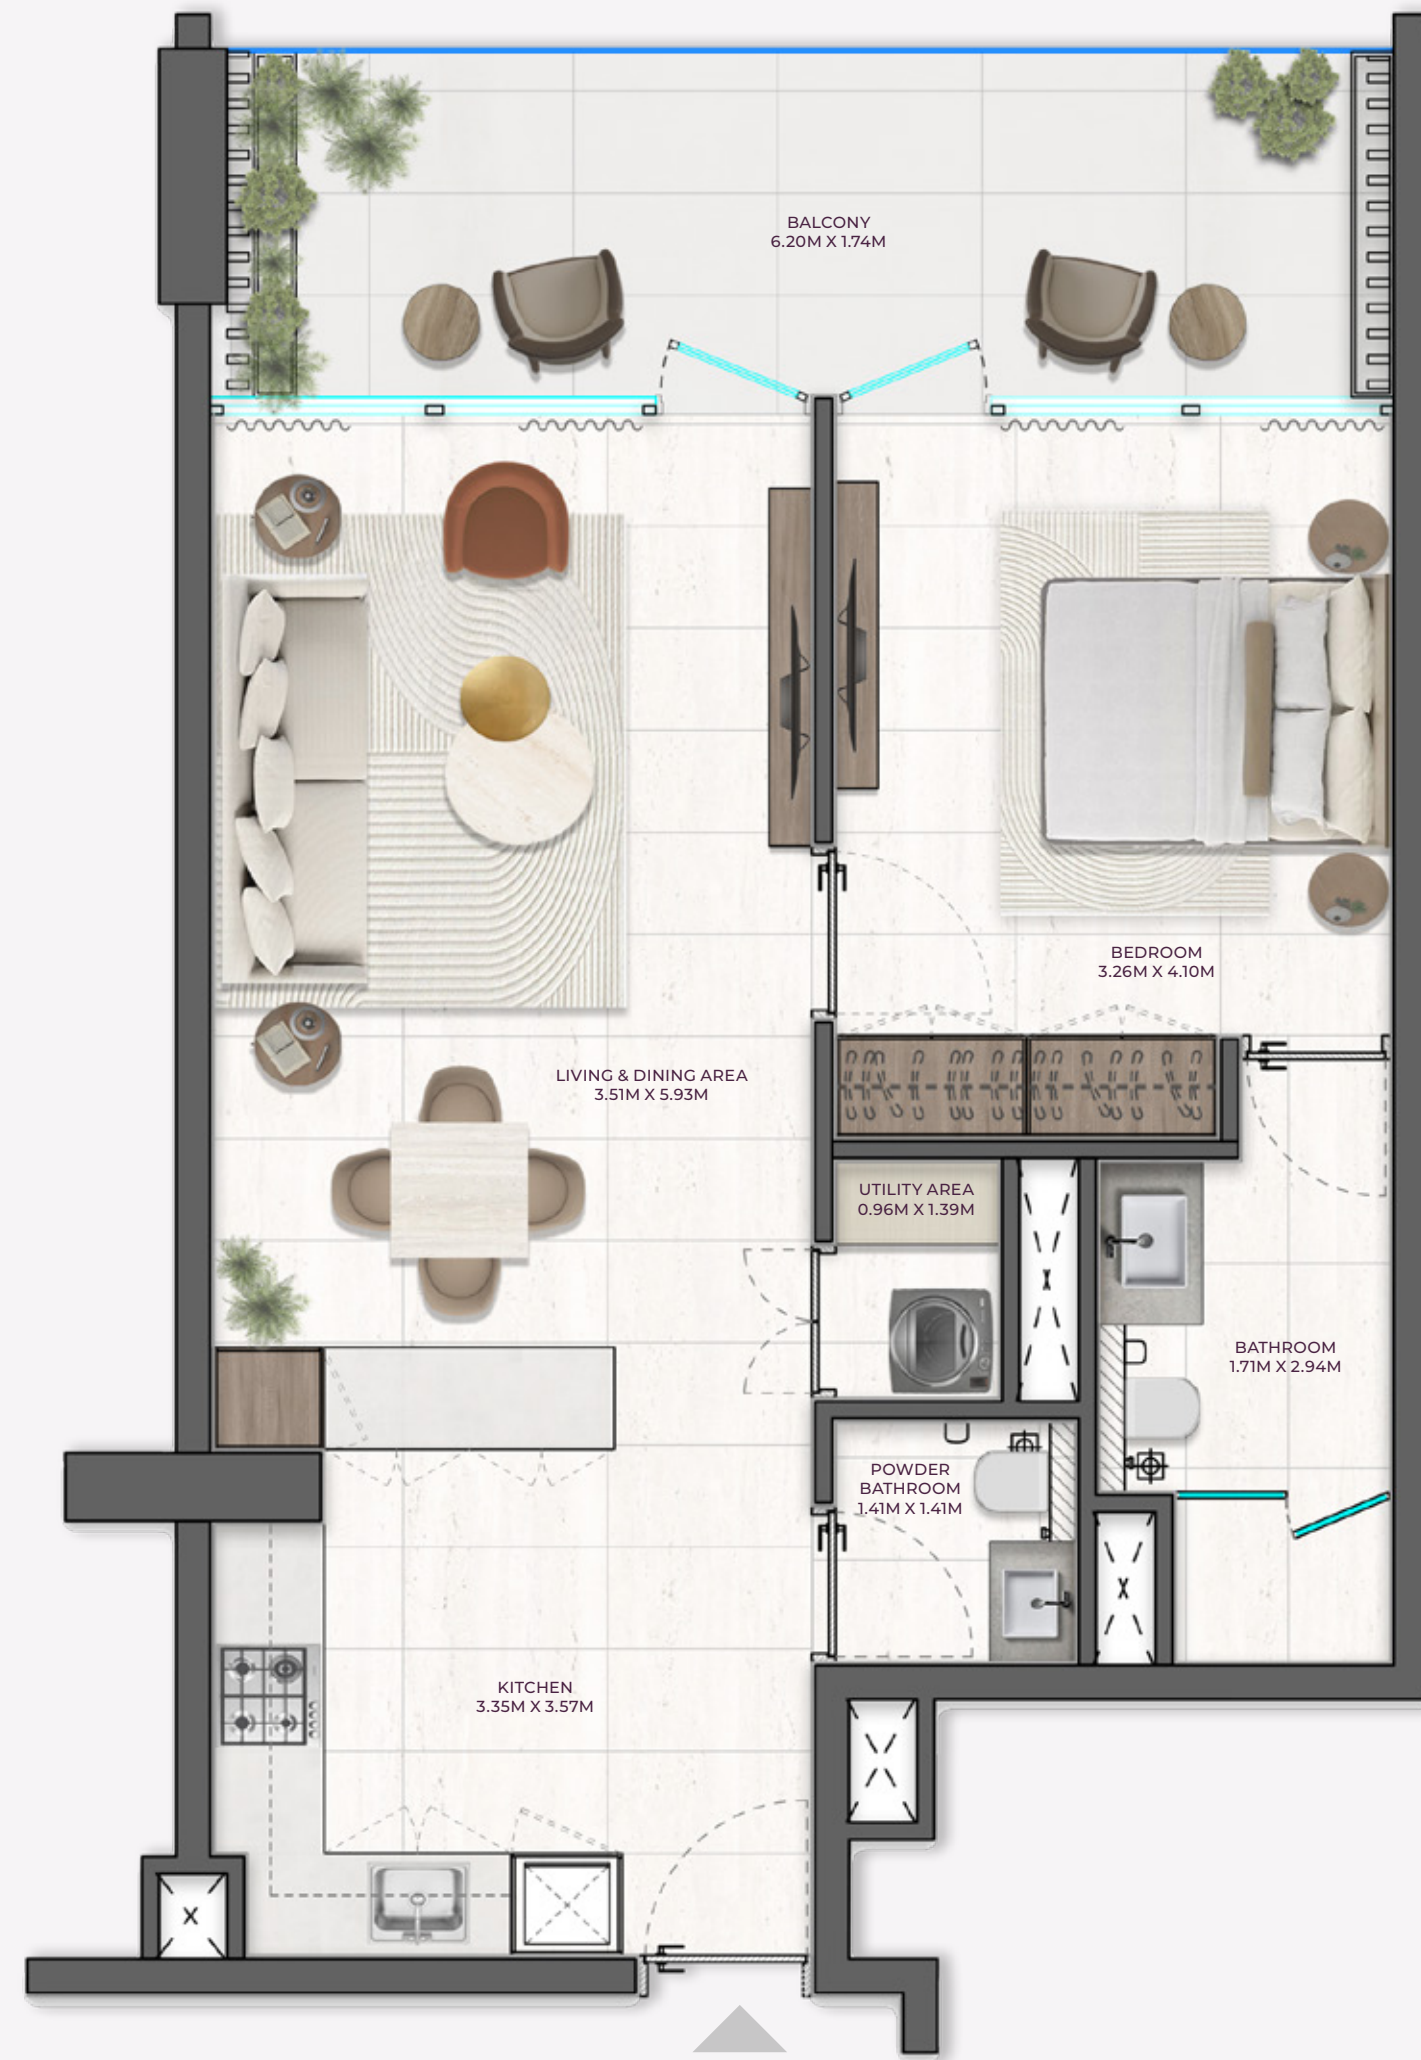 BALCONY
6.20M X 1.74M
BEDROOM
3.26M X 4.10M
LIVING & DINING AREA
3.51M X 5.93M
UTILITY AREA
0.96M X 1.39M
BATHROOM
1.71M X 2.94M
POWDER
BATHROOM
1.41M X 1.41M
KITCHEN
3.35M X 3.57M